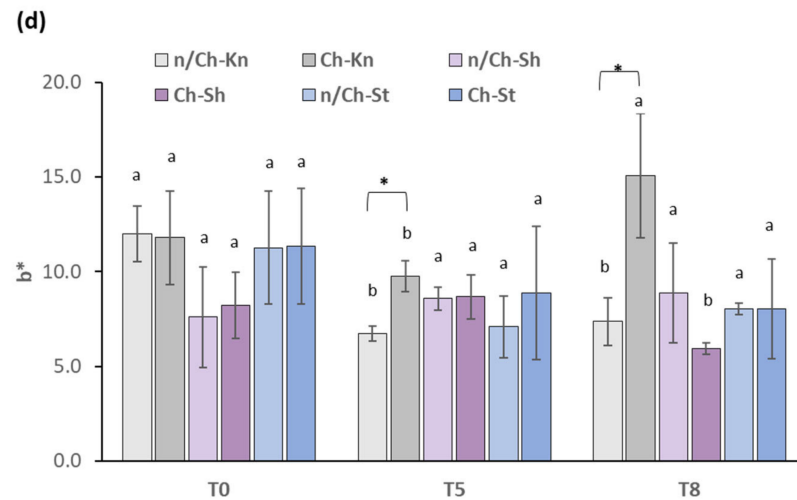 (d)
n/Ch-Kn Ch-Kn n/Ch-Sh
Ch-Sh n/Ch-St Ch-St
20.0
15.0
10.0
5.0
0.0
b*
a a a a a a
* b b a a a a
* b a a b a a
T0 T5 T8